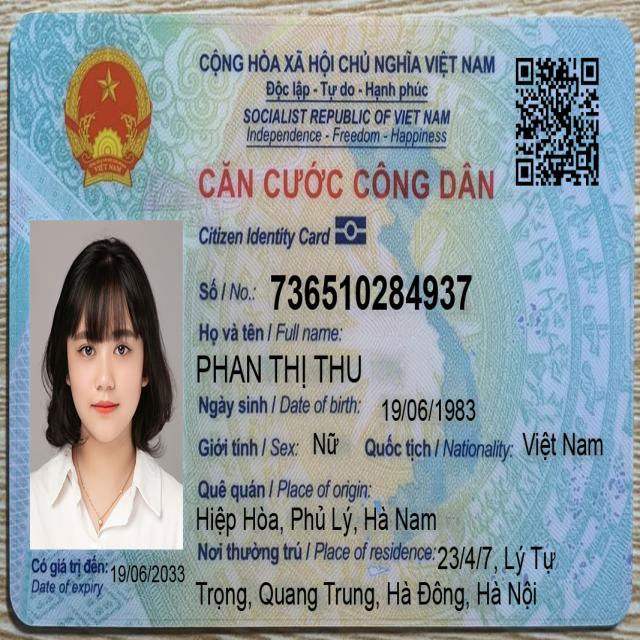 CỘNG HÒA XÃ HỘI CHỦ NGHĨA VIỆT NAM
Độc lập - Tự do - Hạnh phúc
SOCIALIST REPUBLIC OF VIET NAM
Independence - Freedom - Happiness
CĂN CƯỚC CÔNG DÂN
Citizen Identity Card
VIỆT NAM
Số / No.: 736510284937
Họ và tên / Full name:
PHAN THỊ THU
Ngày sinh / Date of birth: 19/06/1983
Giới tính / Sex: Nữ Quốc tịch / Nationality: Việt Nam
Quê quán / Place of origin:
Hiệp Hòa, Phủ Lý, Hà Nam
Nơi thường trú / Place of residence: 23/4/7, Lý Tự
Trọng, Quang Trung, Hà Đông, Hà Nội
Có giá trị đến: 19/06/2033
Date of expiry